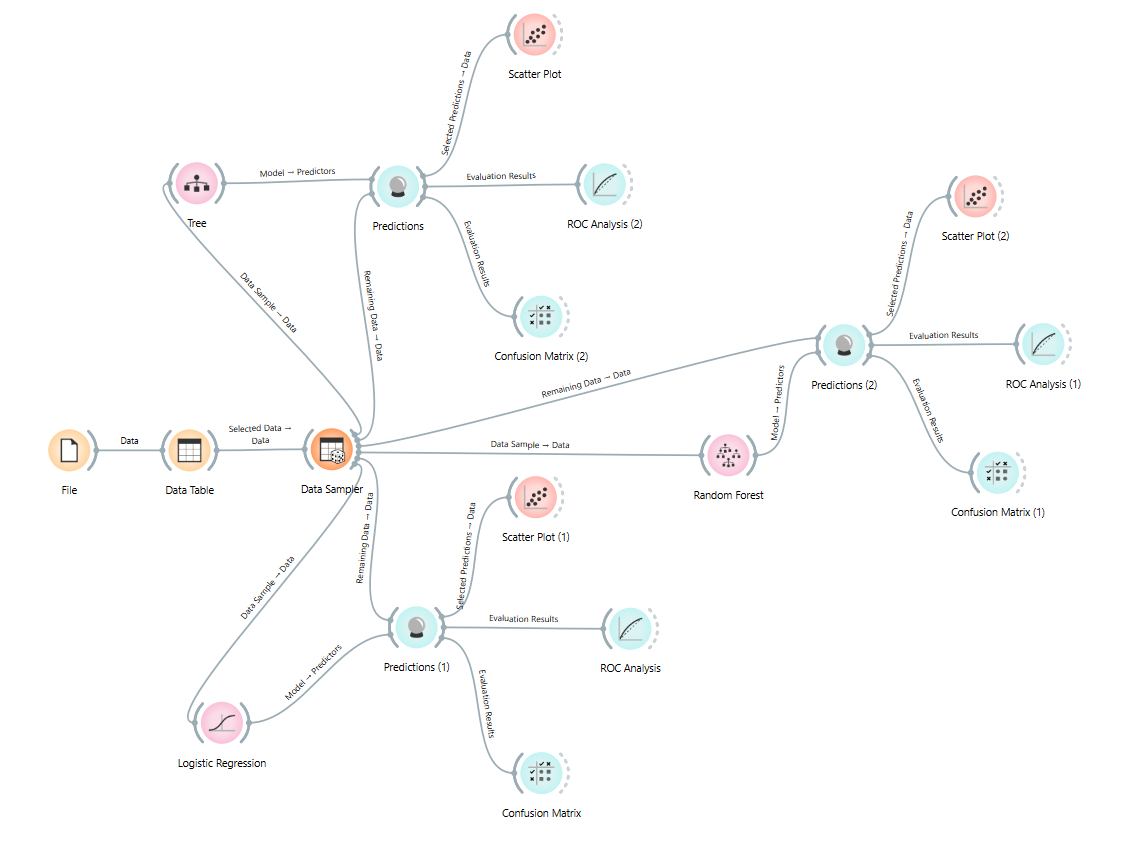 Scatter Plot
Selected Predictions → Data
Model → Predictors
Evaluation Results
Tree
Predictions
ROC Analysis (2)
Scatter Plot (2)
Evaluation Results
Selected Predictions → Data
Data Sample → Data
Remaining Data → Data
Confusion Matrix (2)
Evaluation Results
Remaining Data → Data
Predictions (2)
ROC Analysis (1)
Model → Predictors
Evaluation Results
Data
Selected Data →
Data
Data Sample → Data
File
Data Table
Data Sampler
Random Forest
Confusion Matrix (1)
Remaining Data → Data
Selected Predictions → Data
Scatter Plot (1)
Data Sample → Data
Evaluation Results
Model → Predictors
Predictions (1)
ROC Analysis
Evaluation Results
Logistic Regression
Confusion Matrix